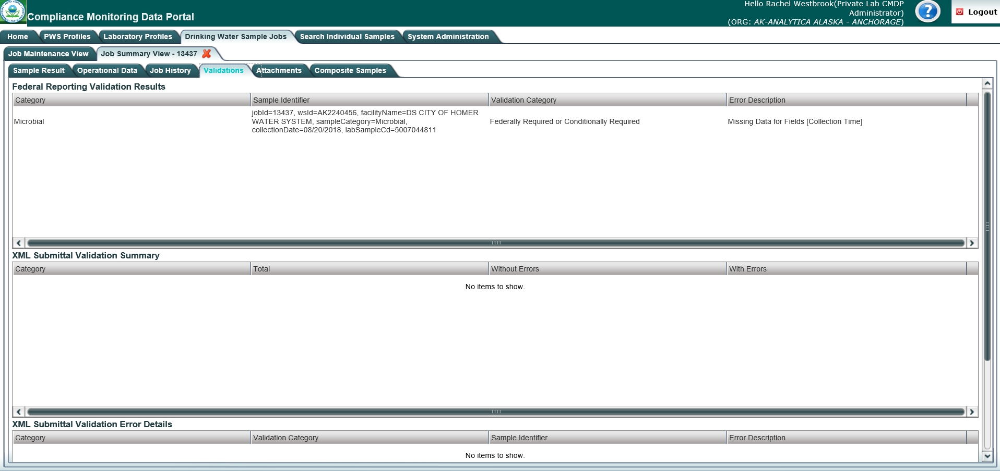 Hello Rachel Westbrook(Private Lab CMDP
Administrator)
(ORG: AK-ANALYTICA ALASKA - ANCHORAGE)
?
Logout
Compliance Monitoring Data Portal
Home PWS Profiles Laboratory Profiles Drinking Water Sample Jobs Search Individual Samples System Administration
Job Maintenance View Job Summary View - 13437
Sample Result Operational Data Job History Validations Attachments Composite Samples
Federal Reporting Validation Results
Category Sample Identifier Validation Category Error Description
jobId=13437, wsId=AK2240456, facilityName=DS CITY OF HOMER
Microbial WATER SYSTEM, sampleCategory=Microbial, Federally Required or Conditionally Required Missing Data for Fields [Collection Time]
collectionDate=08/20/2018, labSampleCd=5007044811
XML Submittal Validation Summary
Category Total Without Errors With Errors
No items to show.
XML Submittal Validation Error Details
Category Validation Category Sample Identifier Error Description
No items to show.